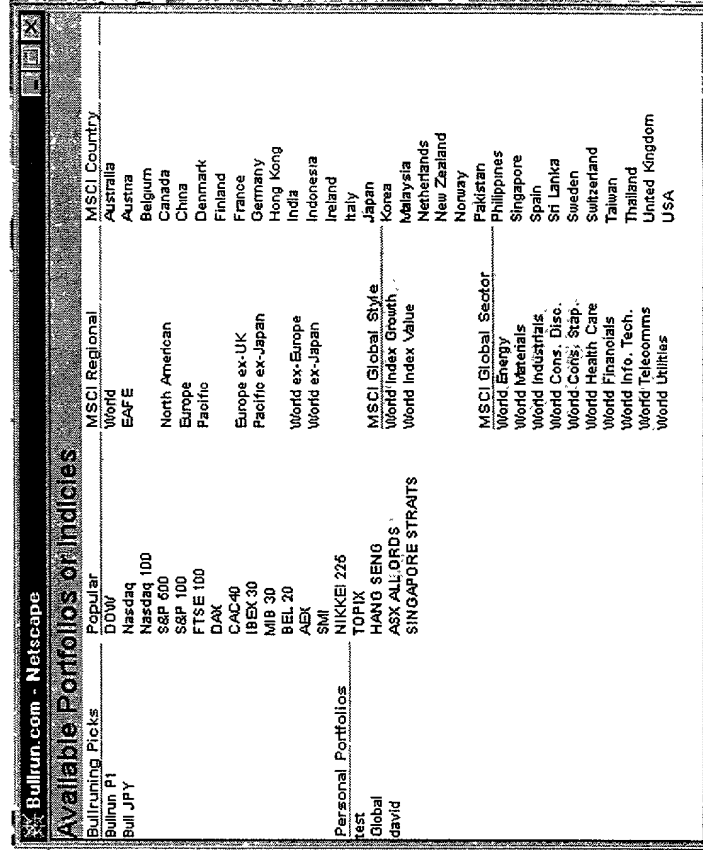 Bullrun.com - Netscape
Available Portfolios or Indicies
Bullruning Picks
Bullrun P1
Bull JPY
Personal Portfolios
test
Global
david
Popular
DOW
Nasdaq
Nasdaq 100
S&P 600
S&P 100
FTSE 100
DAX
CAC40
IBEX 30
MIB 30
BEL 20
AEX
SMI
NIKKEI 225
TOPIX
HANG SENG
ASX ALL ORDS
SINGAPORE STRAITS
MSCI Regional
World
EAFE
North American
Europe
Pacific
Europe ex-UK
Pacific ex-Japan
World ex-Europe
World ex-Japan
MSCI Global Style
World Index Growth
World Index Value
MSCI Global Sector
World Energy
World Materials
World Industrials
World Cons. Disc.
World Cons. Stap.
World Health Care
World Financials
World Info. Tech.
World Telecomms
World Utilities
MSCI Country
Australia
Austria
Belgium
Canada
China
Denmark
Finland
France
Germany
Hong Kong
India
Indonesia
Ireland
Italy
Japan
Korea
Malaysia
Netherlands
New Zealand
Norway
Pakistan
Philippines
Singapore
Spain
Sri Lanka
Sweden
Switzerland
Taiwan
Thailand
United Kingdom
USA